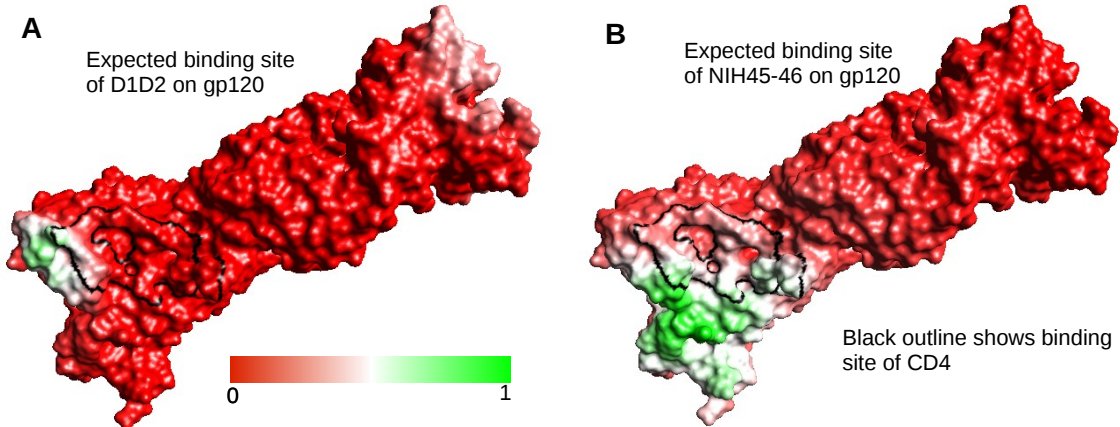 A
Expected binding site
of D1D2 on gp120
0
1
B
Expected binding site
of NIH45-46 on gp120
Black outline shows binding
site of CD4